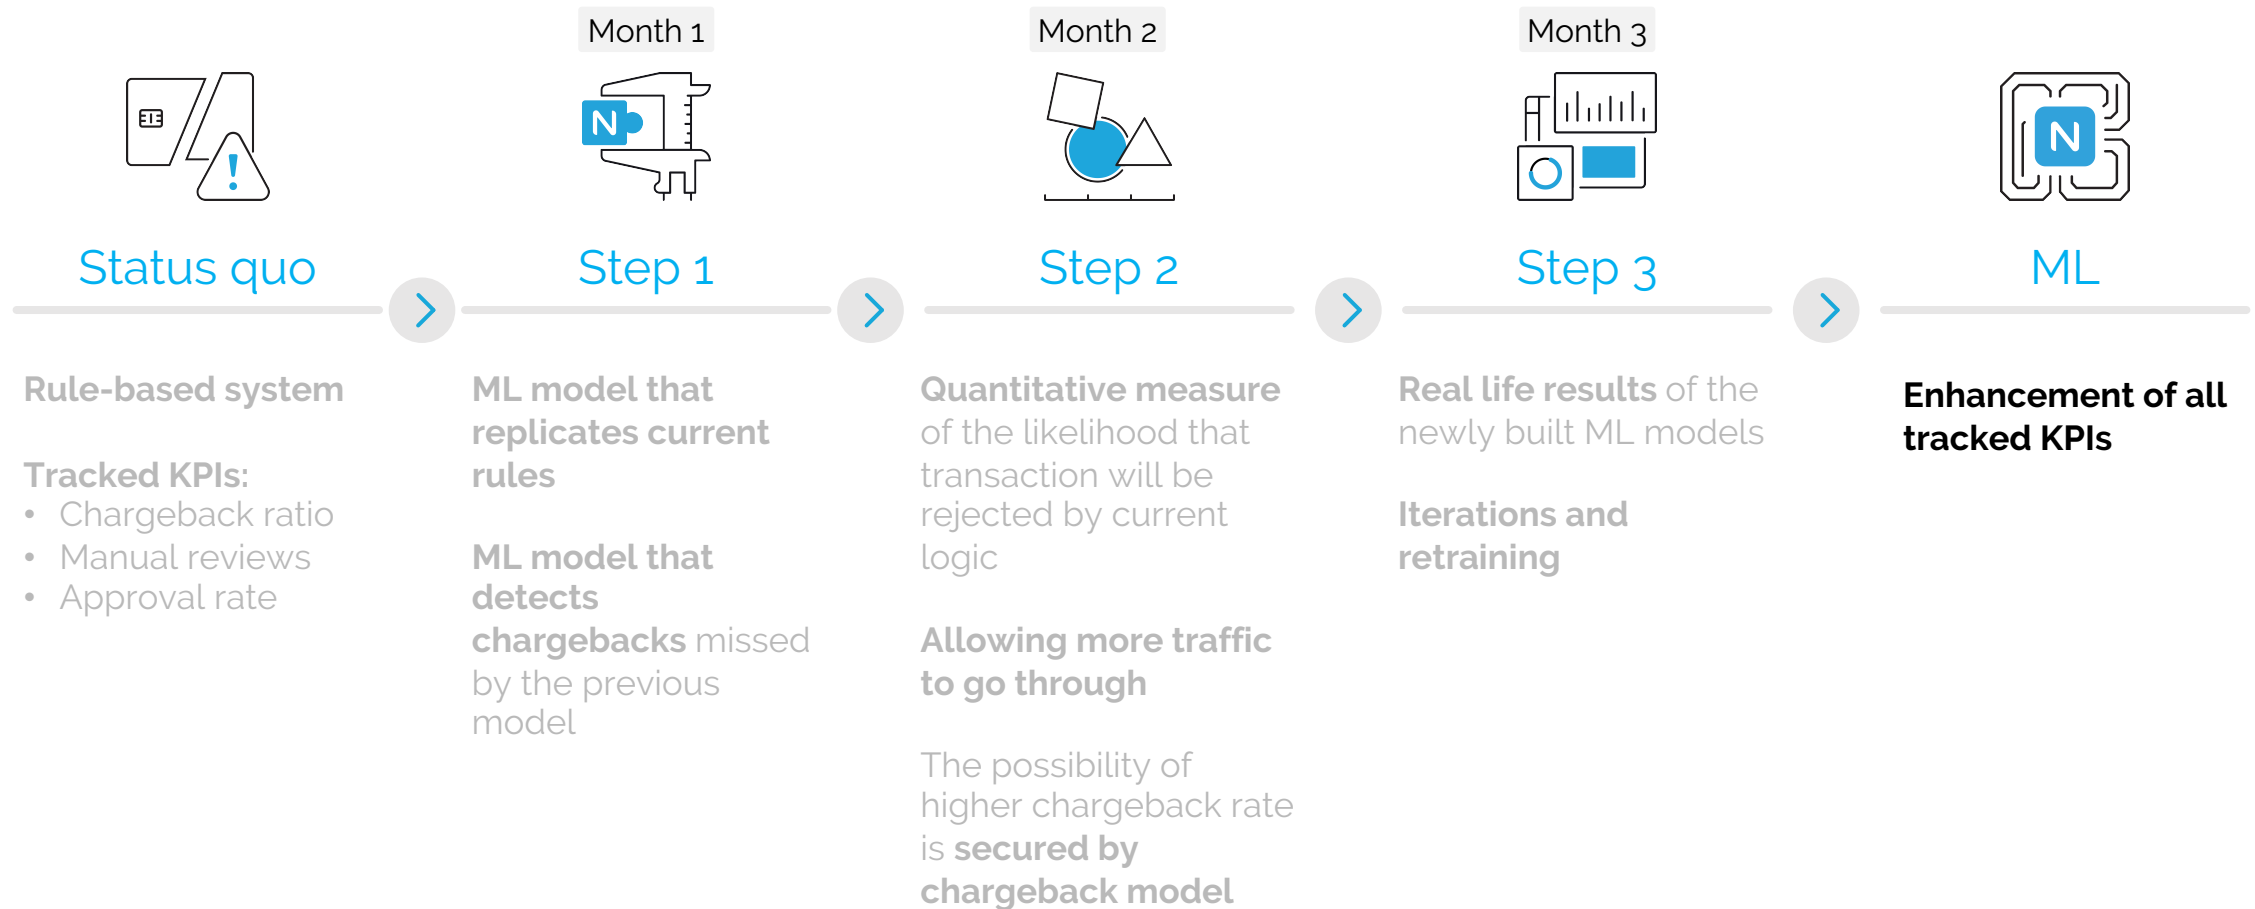 Month 1
Month 2
Month 3
N
N
Status quo
Step 1
Step 2
Step 3
ML
Rule-based system
Tracked KPIs:
• Chargeback ratio
• Manual reviews
• Approval rate
ML model that
replicates current
rules
ML model that
detects
chargebacks missed
by the previous
model
Quantitative measure
of the likelihood that
transaction will be
rejected by current
logic
Allowing more traffic
to go through
The possibility of
higher chargeback rate
is secured by
chargeback model
Real life results of the
newly built ML models
Iterations and
retraining
Enhancement of all
tracked KPIs